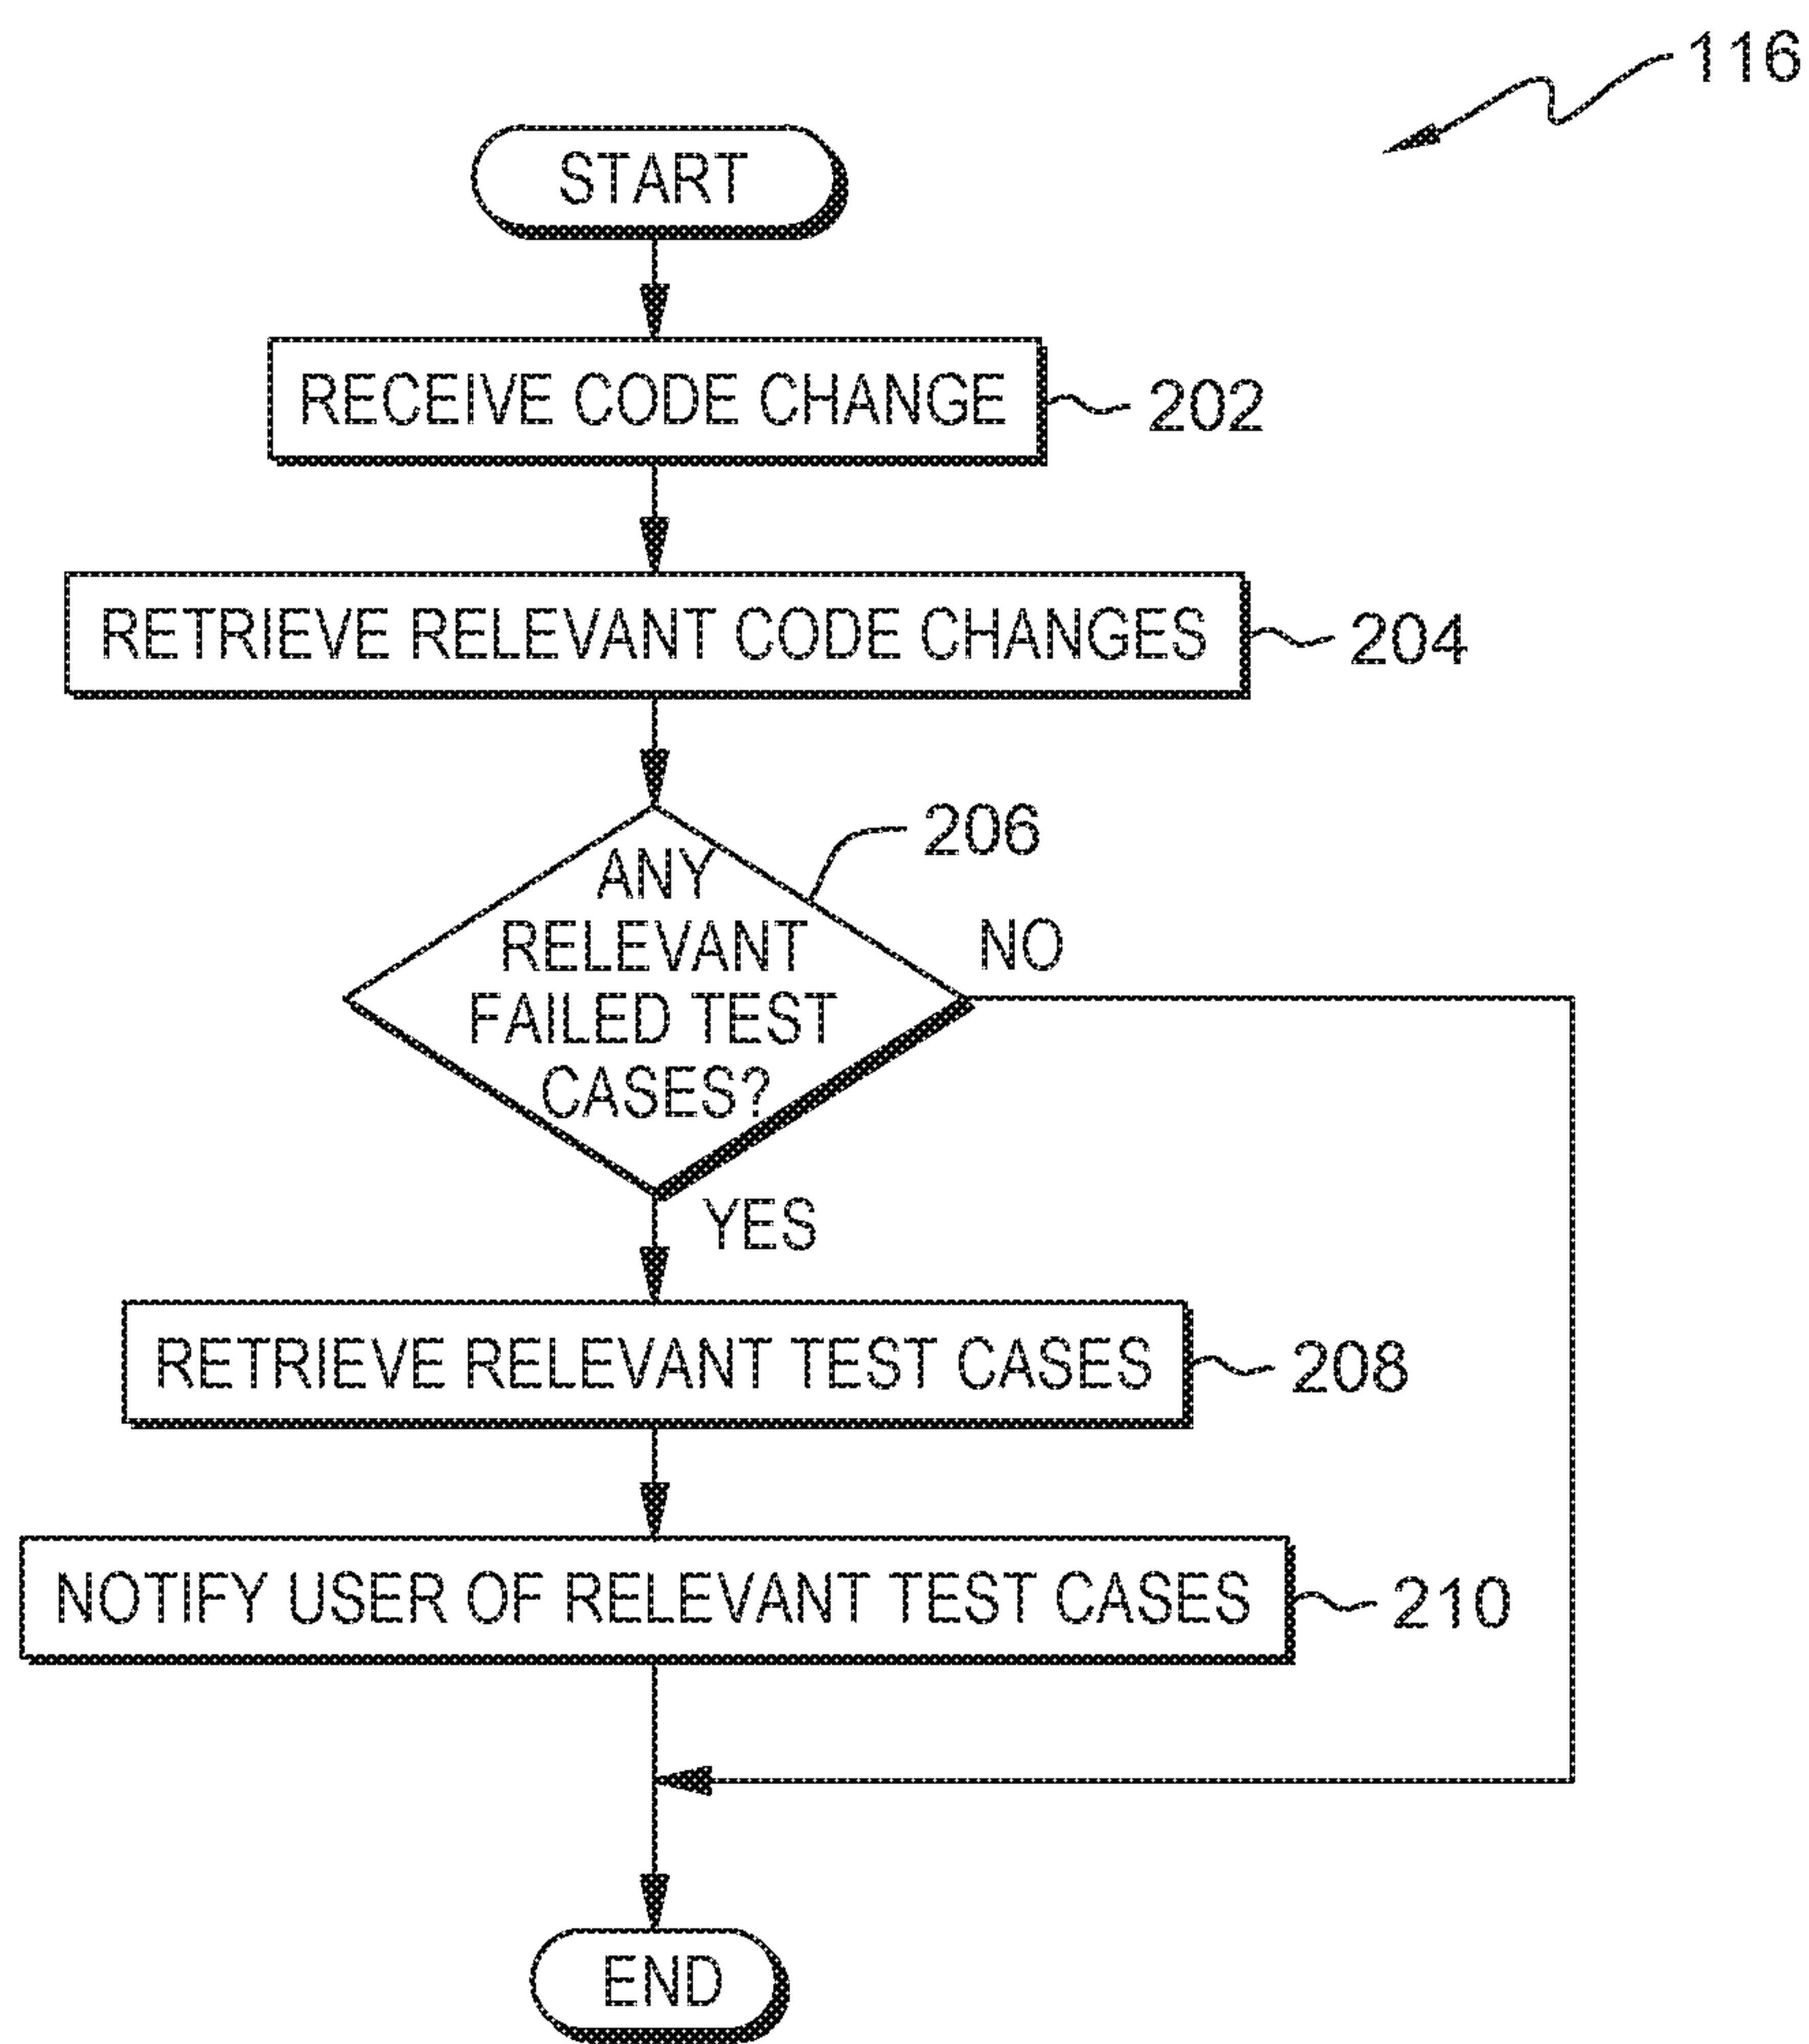 116
START
RECEIVE CODE CHANGE
202
RETRIEVE RELEVANT CODE CHANGES
204
206
ANY
RELEVANT
FAILED TEST
CASES?
NO
YES
RETRIEVE RELEVANT TEST CASES
208
NOTIFY USER OF RELEVANT TEST CASES
210
END